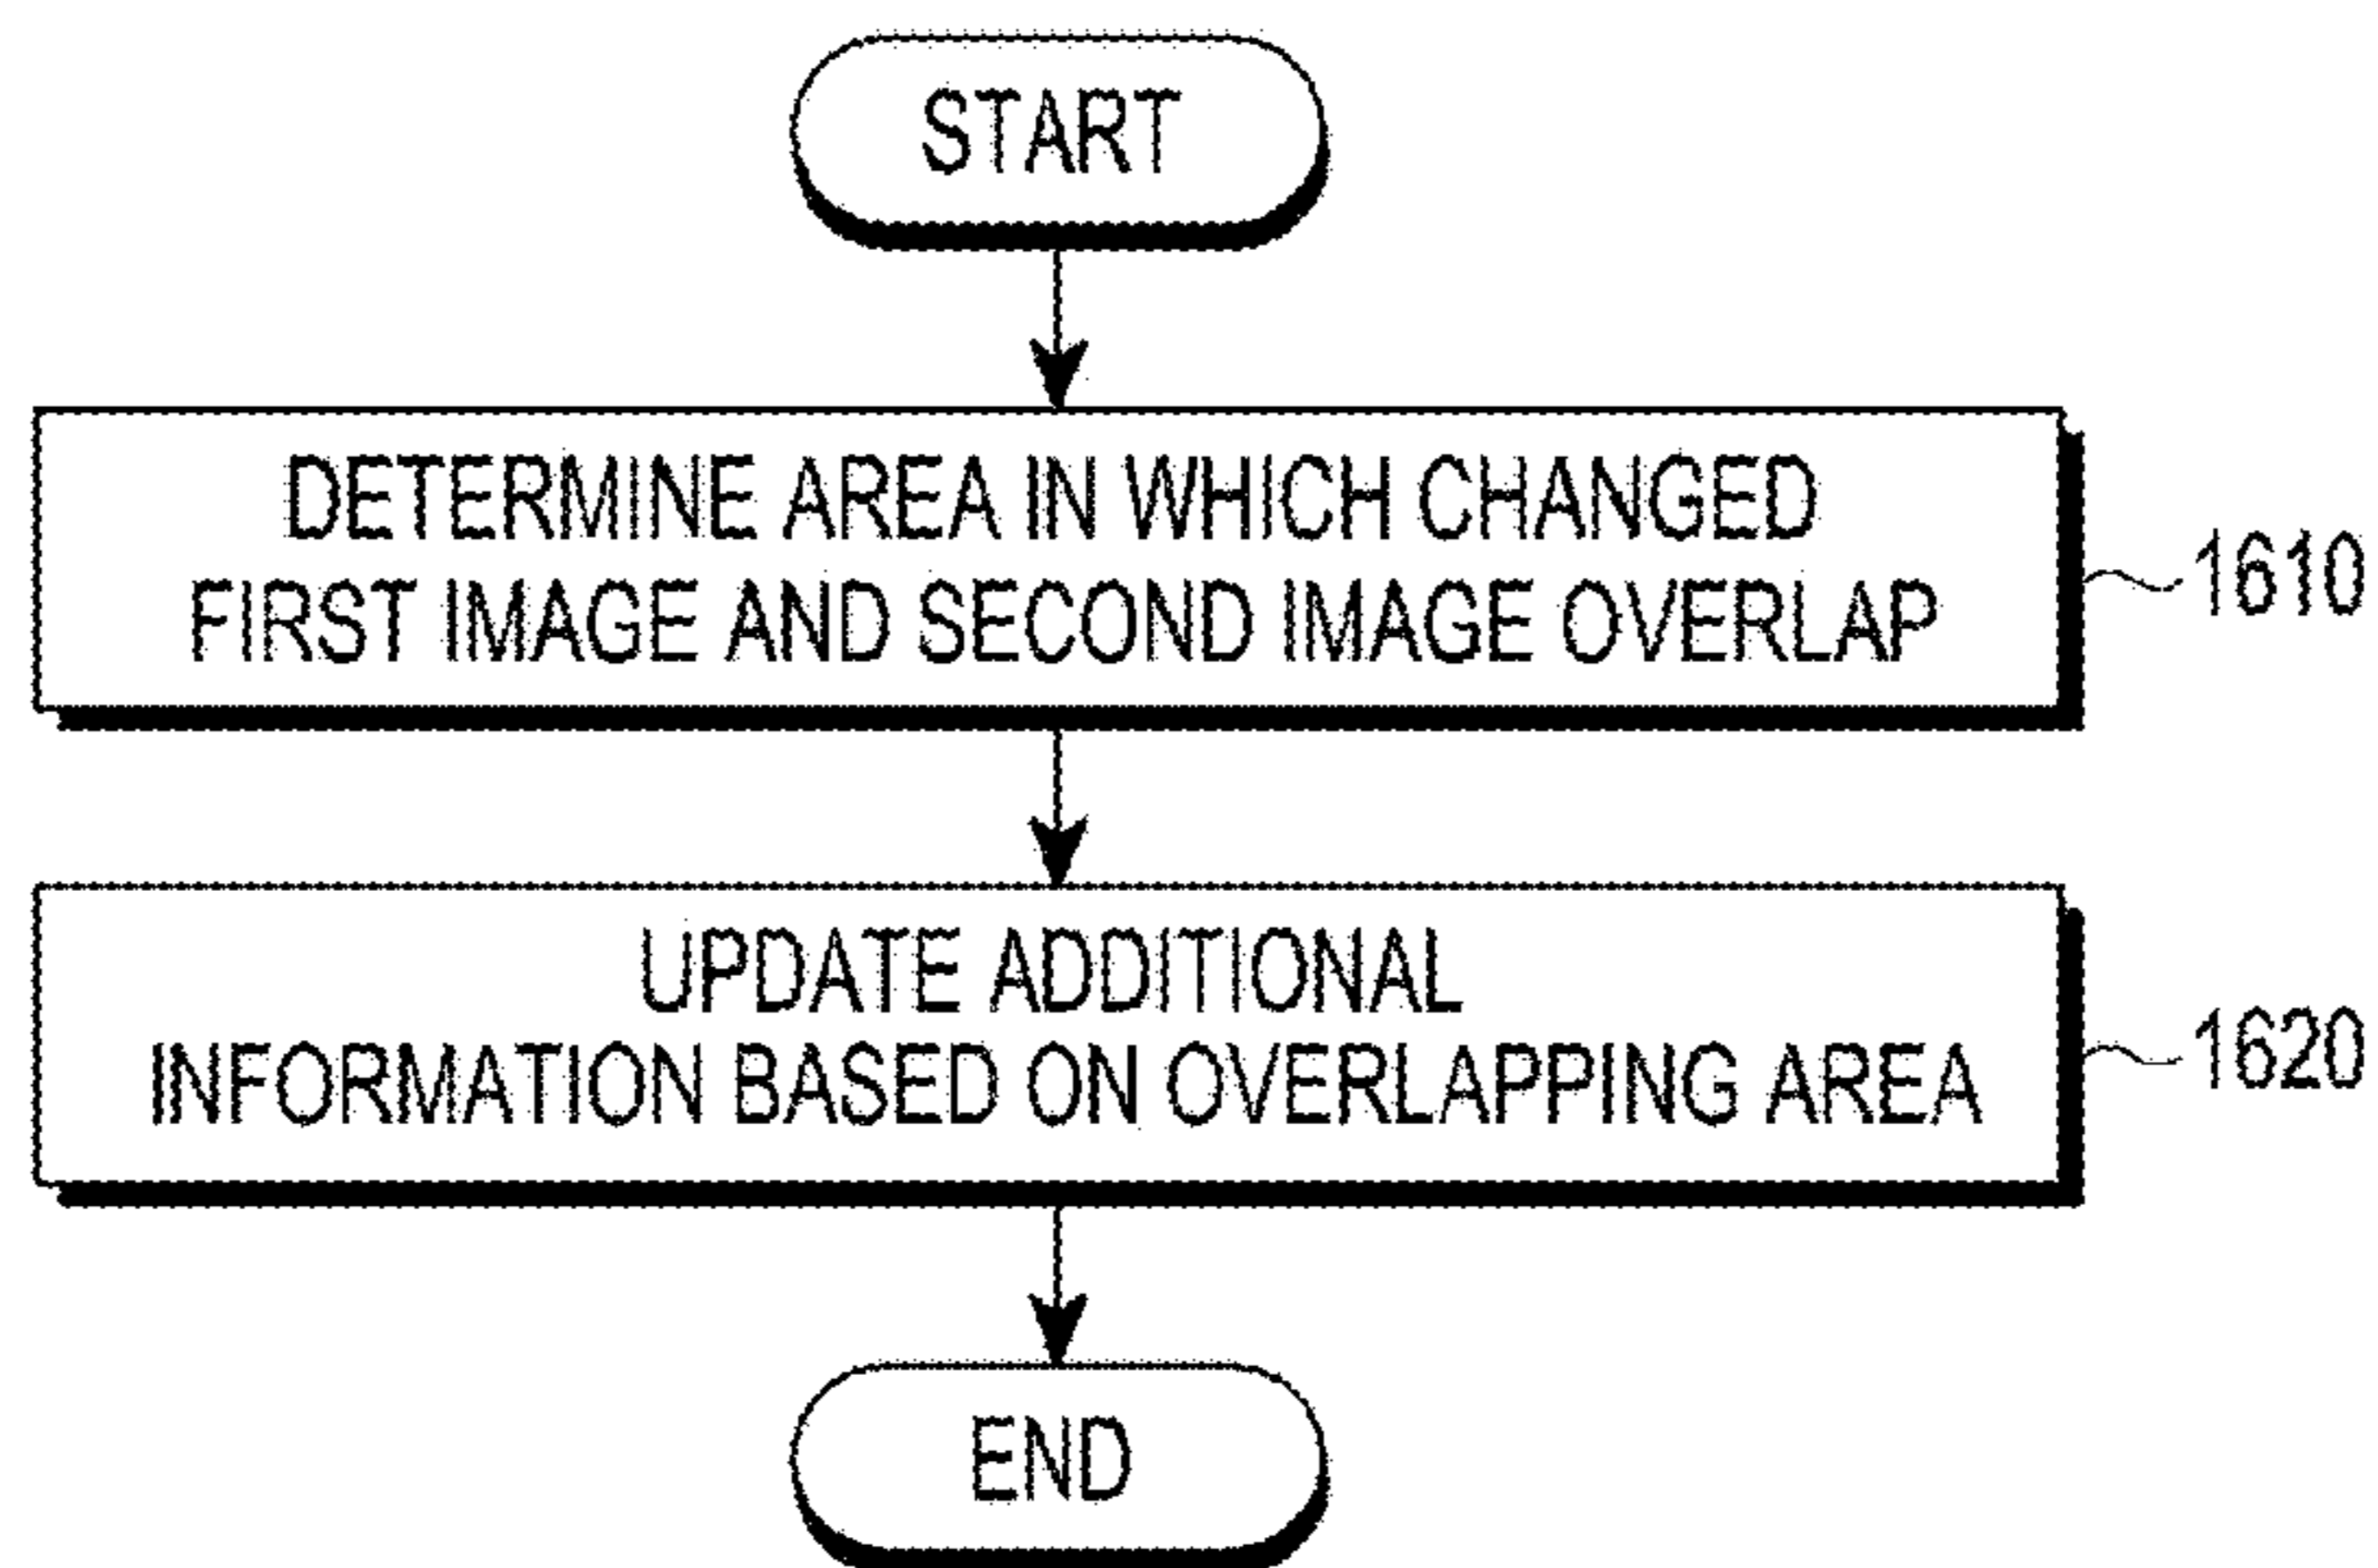 START
DETERMINE AREA IN WHICH CHANGED
FIRST IMAGE AND SECOND IMAGE OVERLAP
1610
UPDATE ADDITIONAL
INFORMATION BASED ON OVERLAPPING AREA
1620
END